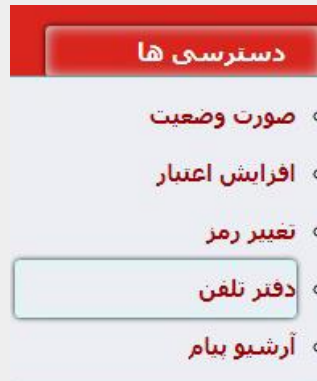 دسترسی ها
صورت وضعیت
افزایش اعتبار
تغییر رمز
دفتر تلفن
آرشیو پیام